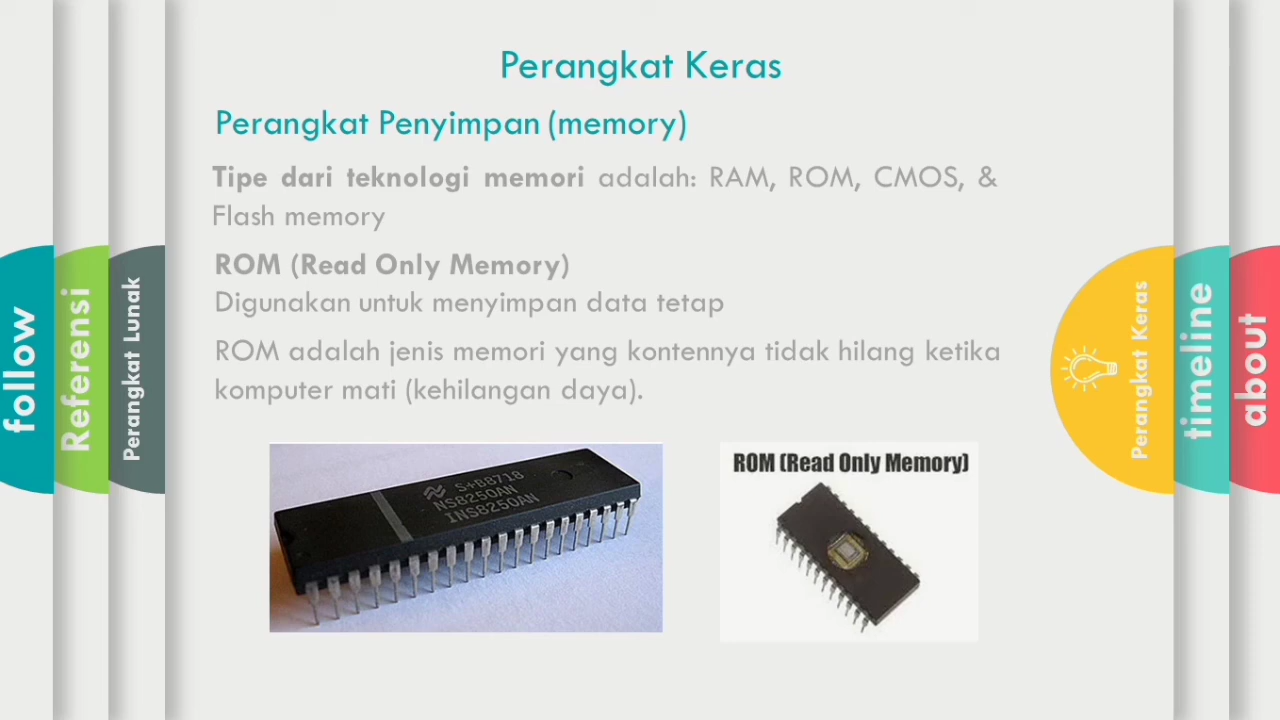 Perangkat Keras
Perangkat Penyimpan (memory)
Tipe dari teknologi memori adalah: RAM, ROM, CMOS, &
Flash memory
ROM (Read Only Memory)
Digunakan untuk menyimpan data tetap
ROM adalah jenis memori yang kontennya tidak hilang ketika
komputer mati (kehilangan daya).
follow
Referensi
Perangkat Lunak
Perangkat Keras
timeline
about
S+B8718
NS8250AN
INS8250AN
ROM (Read Only Memory)